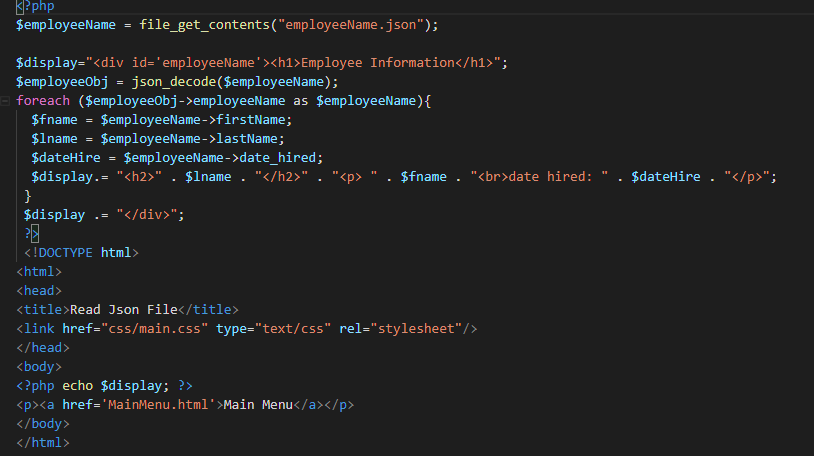 <?php
$employeeName = file_get_contents("employeeName.json");
$display="<div id='employeeName'><h1>Employee Information</h1>";
$employeeObj = json_decode($employeeName);
foreach ($employeeObj->employeeName as $employeeName){
$fname = $employeeName->firstName;
$lname = $employeeName->lastName;
$dateHire = $employeeName->date_hired;
$display.= "<h2>" . $lname . "</h2>" . "<p> " . $fname . "<br>date hired: " . $dateHire . "</p>";
}
$display .= "</div>";
?>
<!DOCTYPE html>
<html>
<head>
<title>Read Json File</title>
<link href="css/main.css" type="text/css" rel="stylesheet"/>
</head>
<body>
<?php echo $display; ?>
<p><a href='MainMenu.html'>Main Menu</a></p>
</body>
</html>